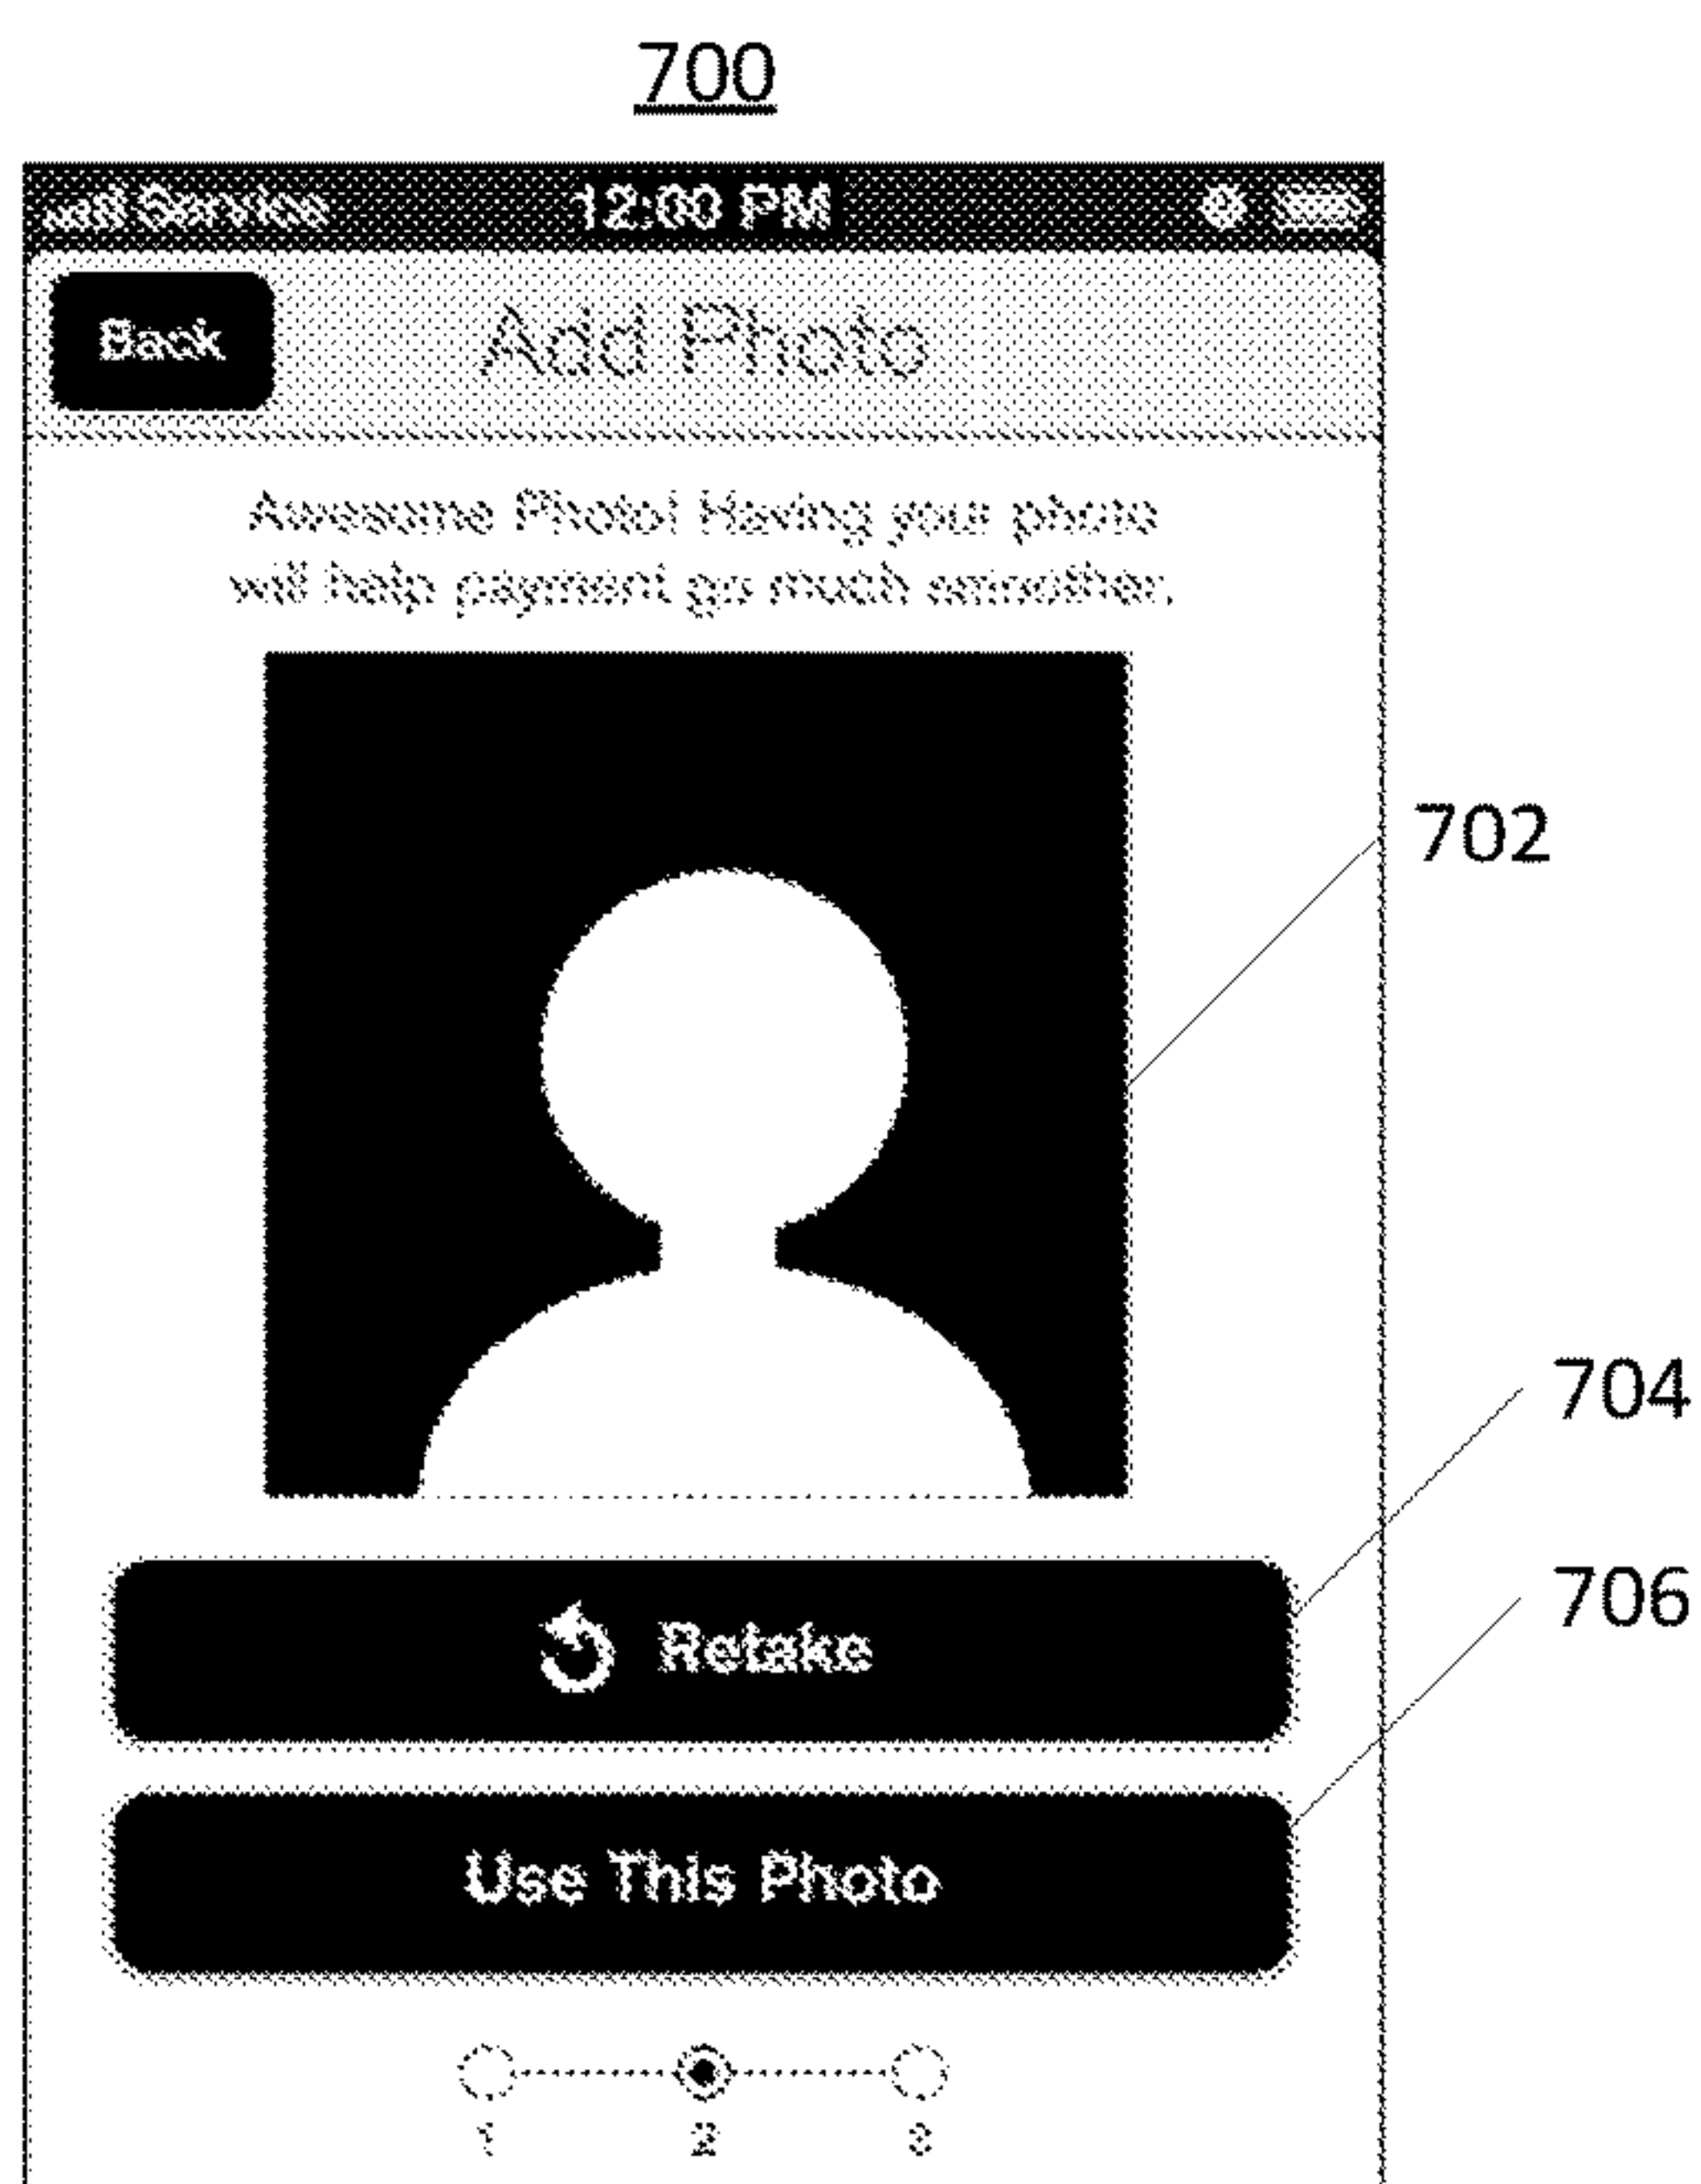 700
Service 12:00 PM
Back Add Photo
Awesome Photo! Having your photo
will help payment go much smoother.
702
704
Retake
706
Use This Photo
1 2 3